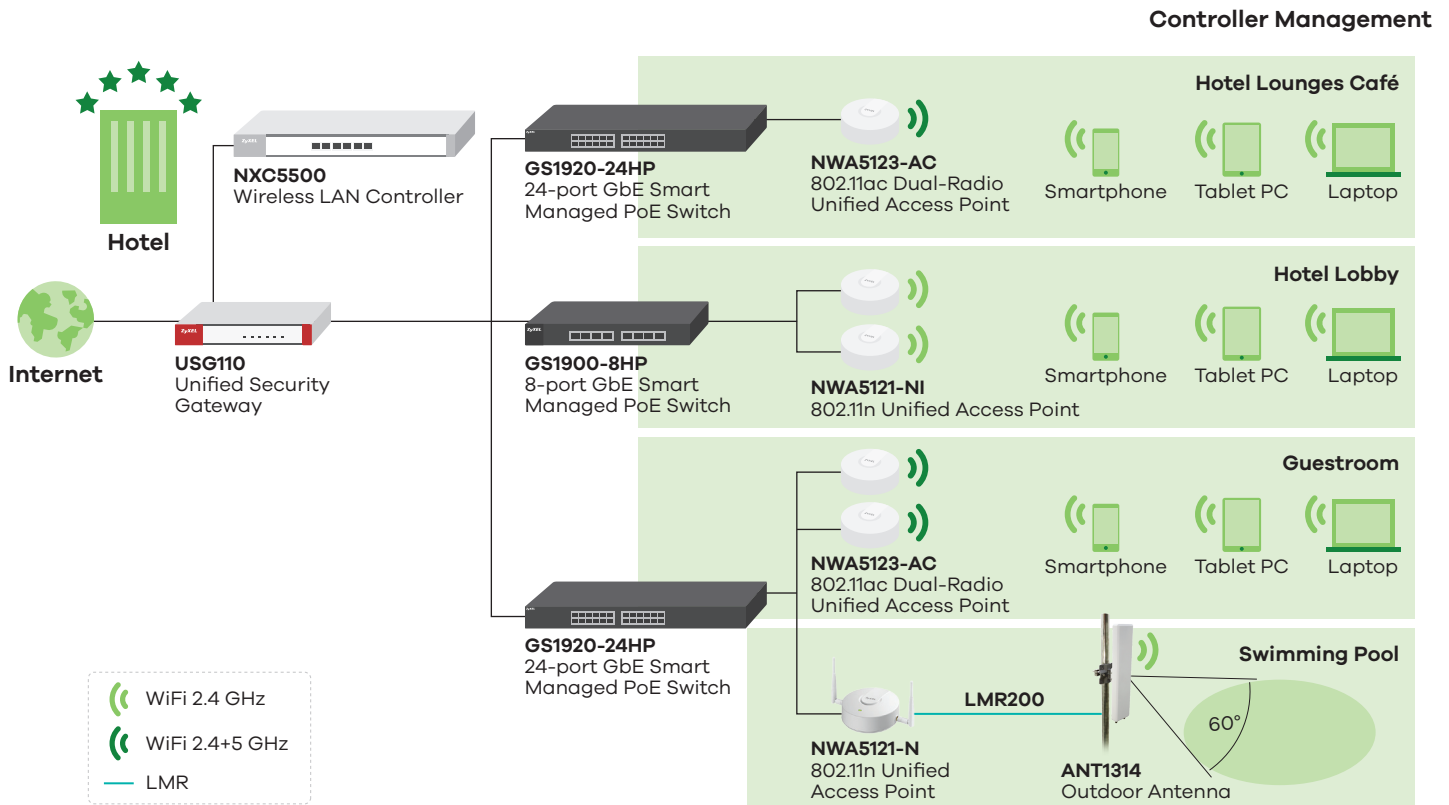 Controller Management
Hotel
NXC5500
Wireless LAN Controller
Internet
USG110
Unified Security
Gateway
GS1920-24HP
24-port GbE Smart
Managed PoE Switch
Hotel Lounges Café
NWA5123-AC
802.11ac Dual-Radio
Unified Access Point
Smartphone
Tablet PC
Laptop
GS1900-8HP
8-port GbE Smart
Managed PoE Switch
Hotel Lobby
NWA5121-NI
802.11n Unified Access Point
Smartphone
Tablet PC
Laptop
Guestroom
NWA5123-AC
802.11ac Dual-Radio
Unified Access Point
Smartphone
Tablet PC
Laptop
GS1920-24HP
24-port GbE Smart
Managed PoE Switch
Swimming Pool
LMR200
60°
NWA5121-N
802.11n Unified
Access Point
ANT1314
Outdoor Antenna
WiFi 2.4 GHz
WiFi 2.4+5 GHz
LMR
ZyXEL
ZyXEL